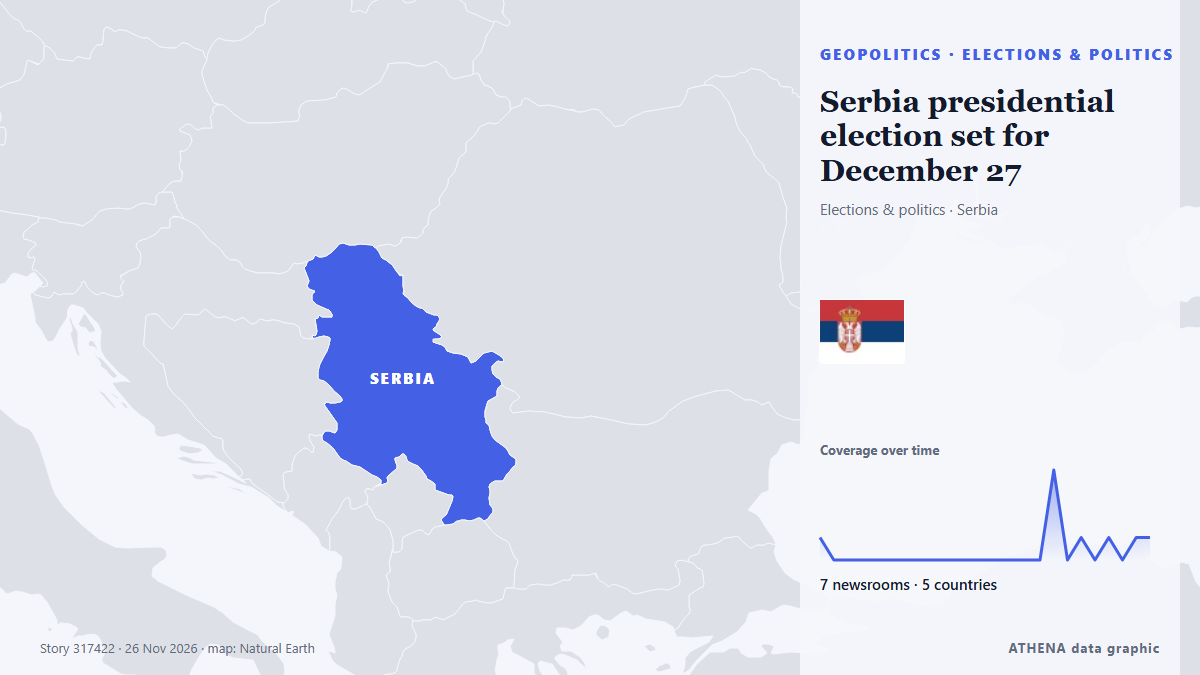 GEOPOLITICS · ELECTIONS & POLITICS
Serbia presidential
election set for
December 27
Elections & politics · Serbia
SERBIA
Coverage over time
7 newsrooms · 5 countries
Story 317422 · 26 Nov 2026 · map: Natural Earth
ATHENA data graphic